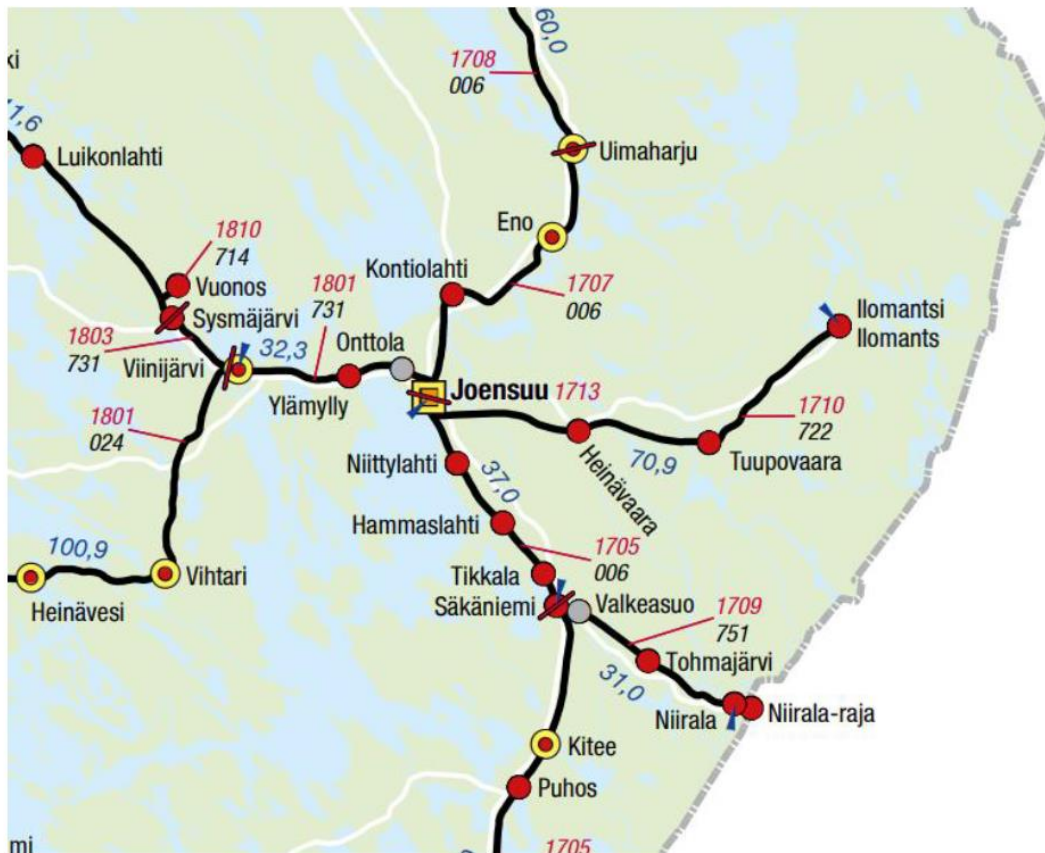 60,0
1708
006
ki
11,6
Luikonlahti
Uimaharju
Eno
1810
714
Kontiolahti
Vuonos
1801
731
1707
006
Sysmäjärvi
Ilomantsi
Ilomants
1803
731
Onttola
32,3
Viinijärvi
Joensuu
1713
Ylämylly
1710
722
1801
024
Tuupovaara
70,9
Heinävaara
Niittylahti
37,0
Hammaslahti
1705
006
100,9
Vihtari
Tikkala
Säkäniemi
Valkeasuo
1709
751
Heinävesi
Tohmajärvi
31,0
Niirala
Niirala-raja
Kitee
Puhos
mi
1705